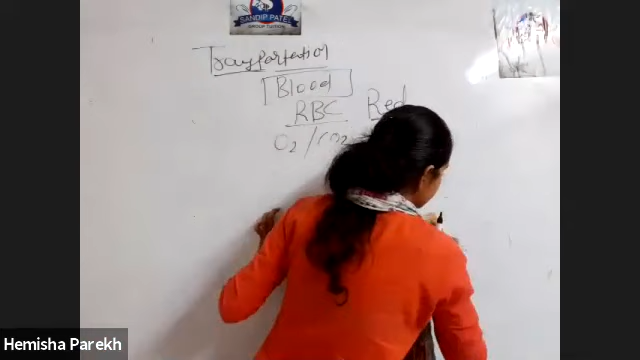 SANDIP PATEL
Transportation
Blood
RBC Red
O2/CO2
Hemisha Parekh